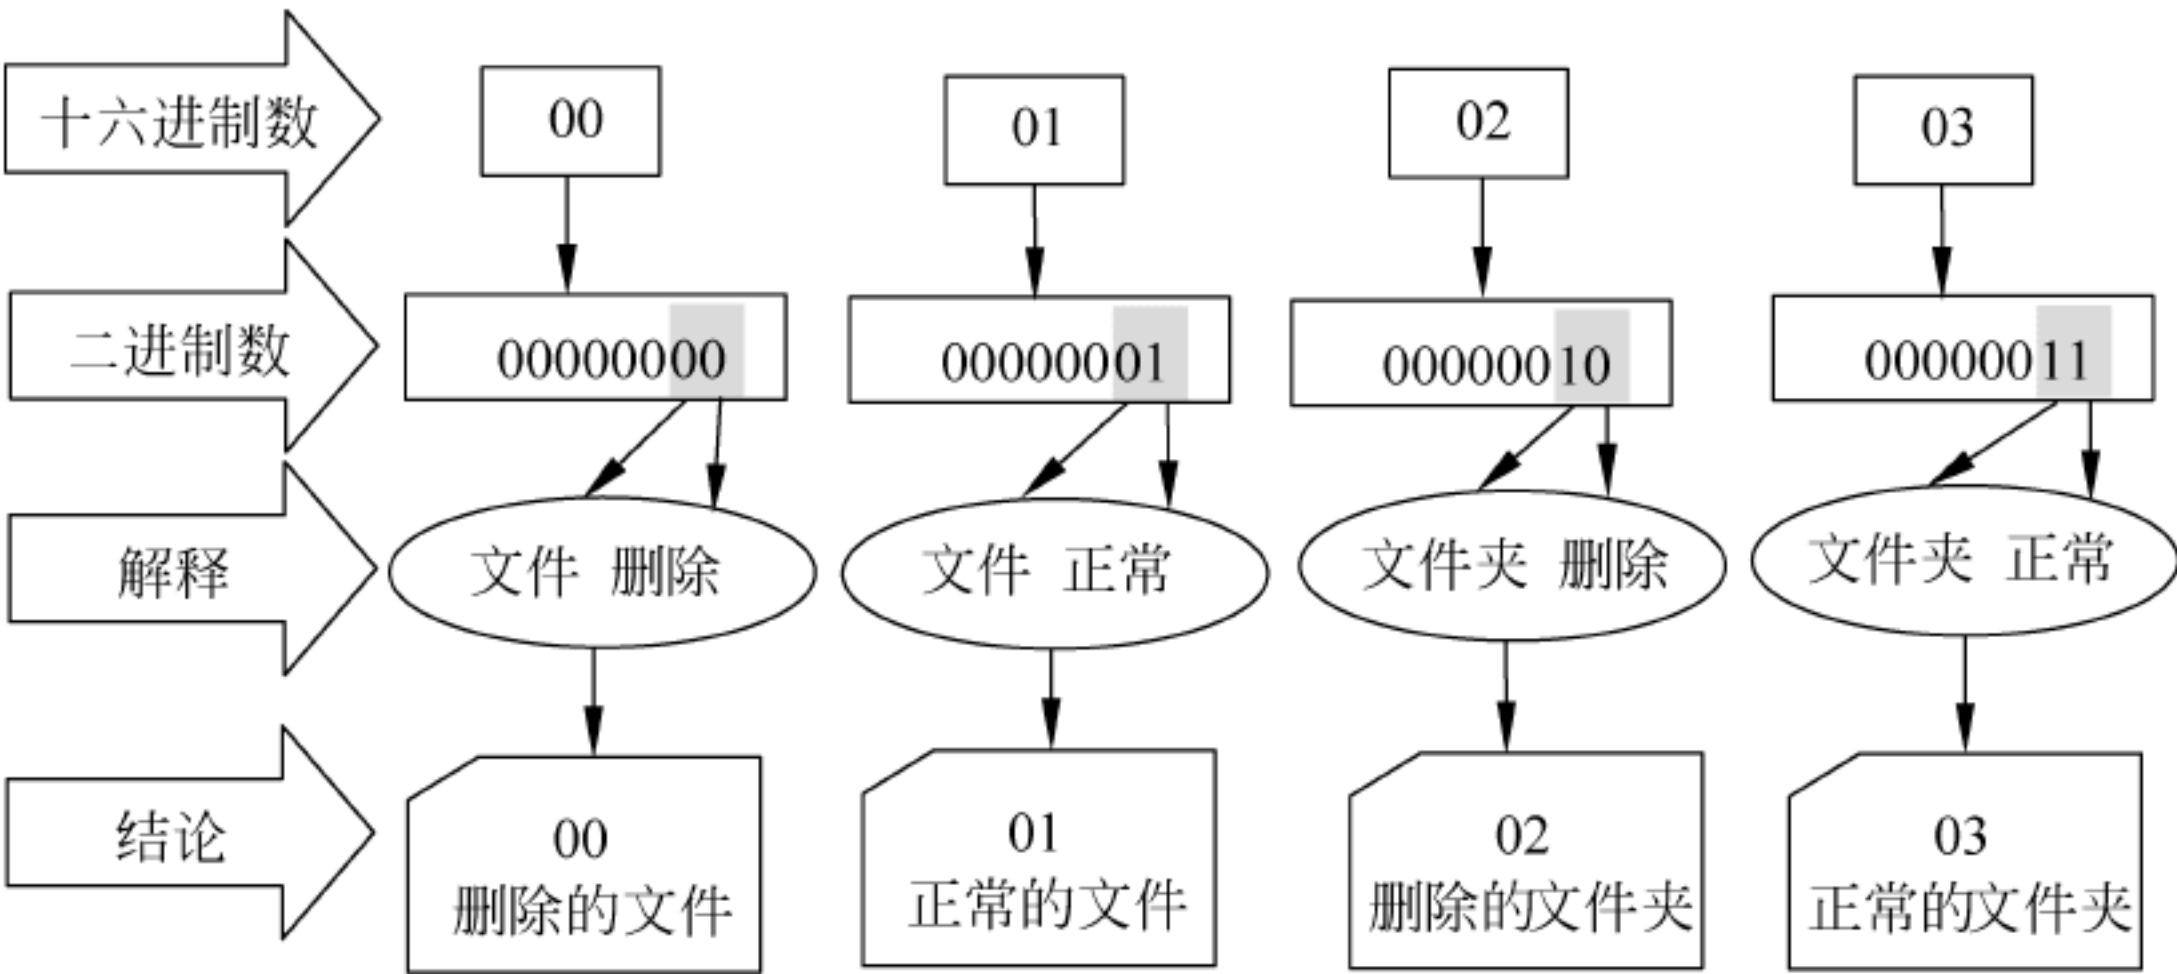 十六进制数
00
01
02
03
二进制数
00000000
00000001
00000010
00000011
解释
文件 删除
文件 正常
文件夹 删除
文件夹 正常
结论
00
删除的文件
01
正常的文件
02
删除的文件夹
03
正常的文件夹